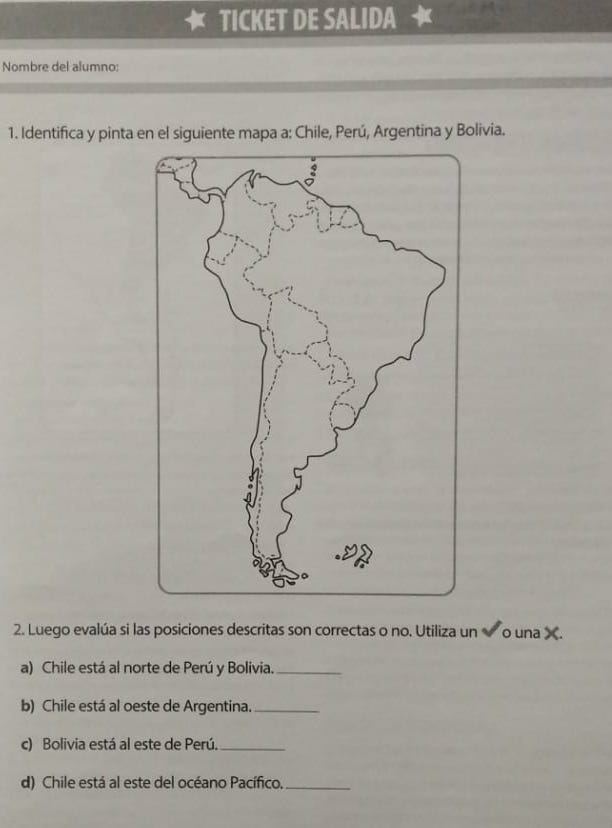 ★ TICKET DE SALIDA ★
Nombre del alumno:
1. Identifica y pinta en el siguiente mapa a: Chile, Perú, Argentina y Bolivia.
2. Luego evalúa si las posiciones descritas son correctas o no. Utiliza un ✔ o una ✗.
a) Chile está al norte de Perú y Bolivia. ________
b) Chile está al oeste de Argentina. ________
c) Bolivia está al este de Perú. ________
d) Chile está al este del océano Pacífico. ________